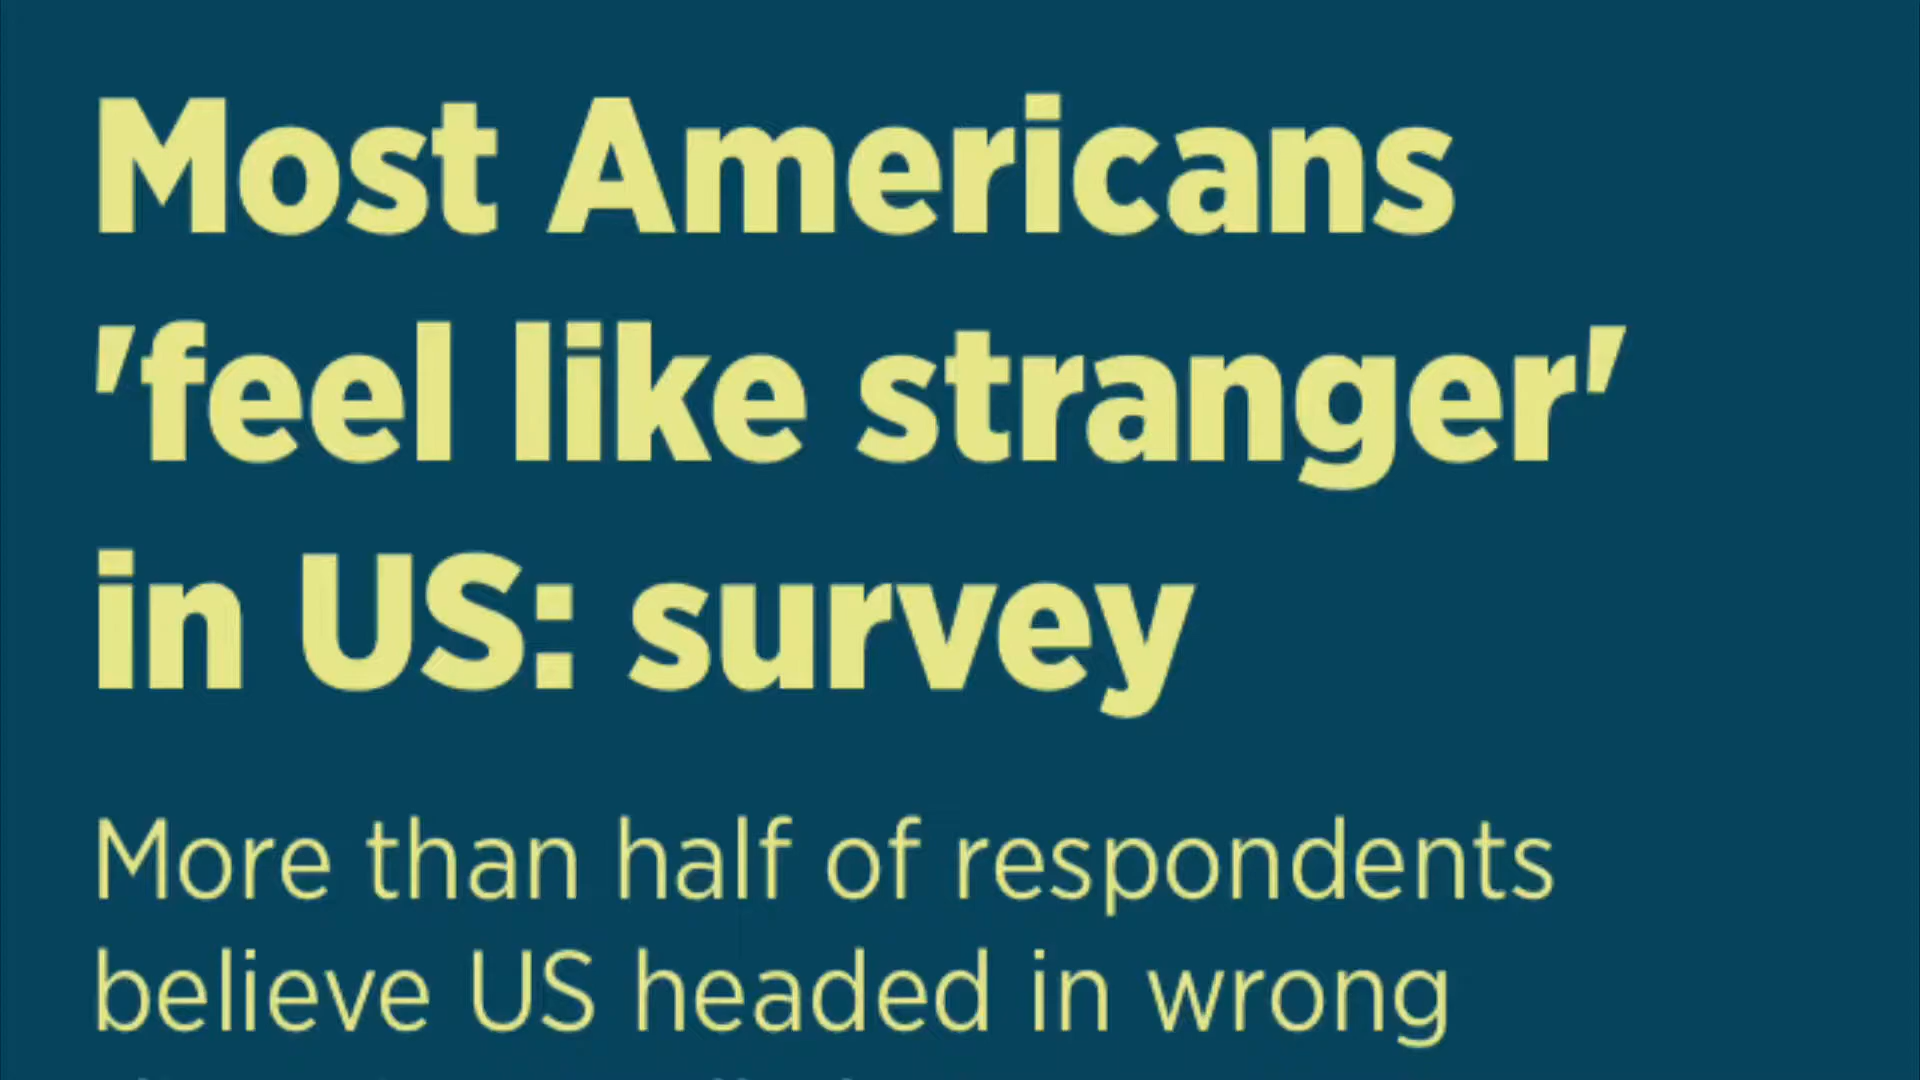 Most Americans
'feel like stranger'
in US: survey
More than half of respondents
believe US headed in wrong